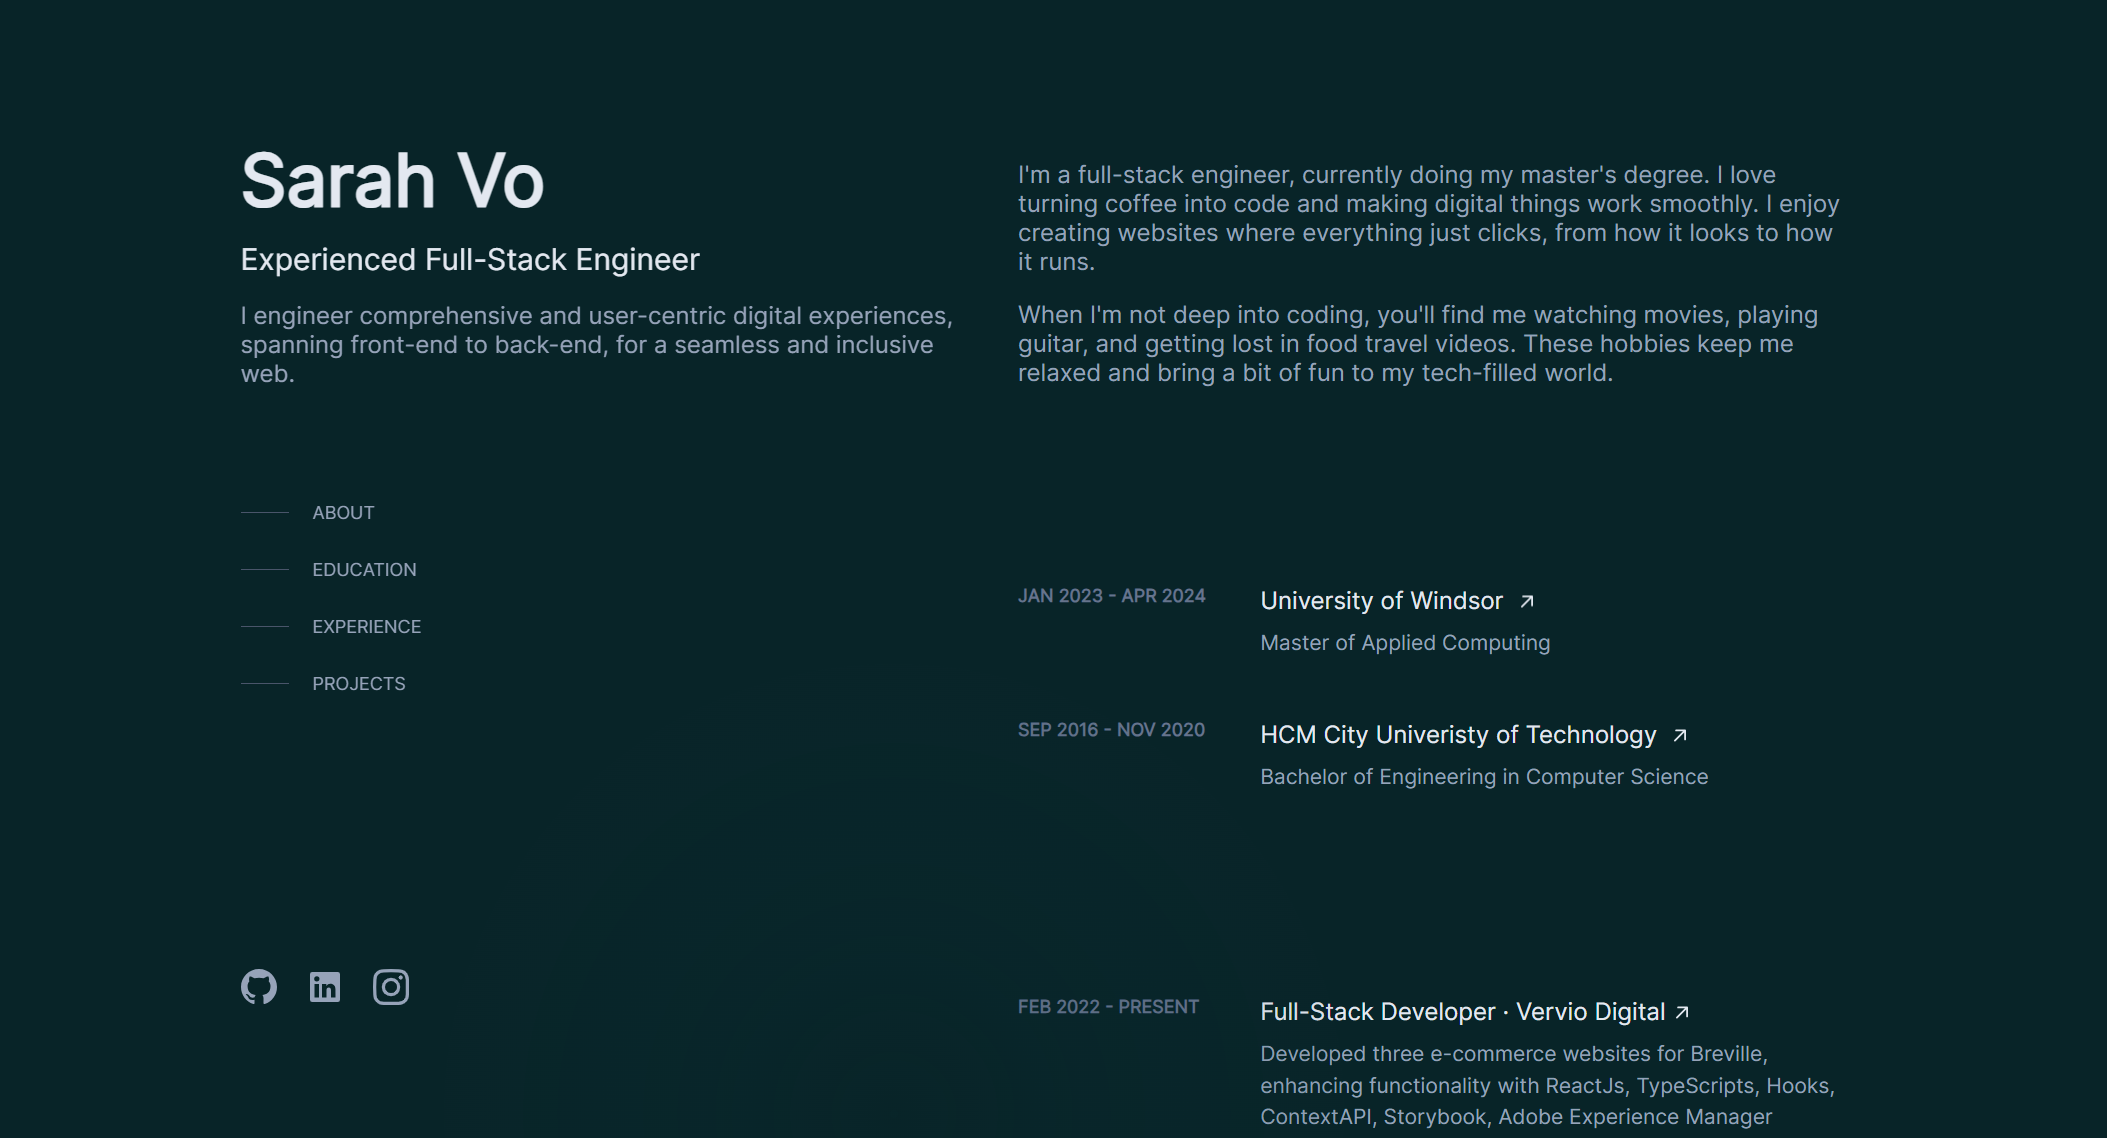 Sarah Vo
Experienced Full-Stack Engineer
I engineer comprehensive and user-centric digital experiences,
spanning front-end to back-end, for a seamless and inclusive
web.
ABOUT
EDUCATION
EXPERIENCE
PROJECTS
I'm a full-stack engineer, currently doing my master's degree. I love
turning coffee into code and making digital things work smoothly. I enjoy
creating websites where everything just clicks, from how it looks to how
it runs.
When I'm not deep into coding, you'll find me watching movies, playing
guitar, and getting lost in food travel videos. These hobbies keep me
relaxed and bring a bit of fun to my tech-filled world.
JAN 2023 - APR 2024
University of Windsor
Master of Applied Computing
SEP 2016 - NOV 2020
HCM City Univeristy of Technology
Bachelor of Engineering in Computer Science
FEB 2022 - PRESENT
Full-Stack Developer · Vervio Digital
Developed three e-commerce websites for Breville,
enhancing functionality with ReactJs, TypeScripts, Hooks,
ContextAPI, Storybook, Adobe Experience Manager